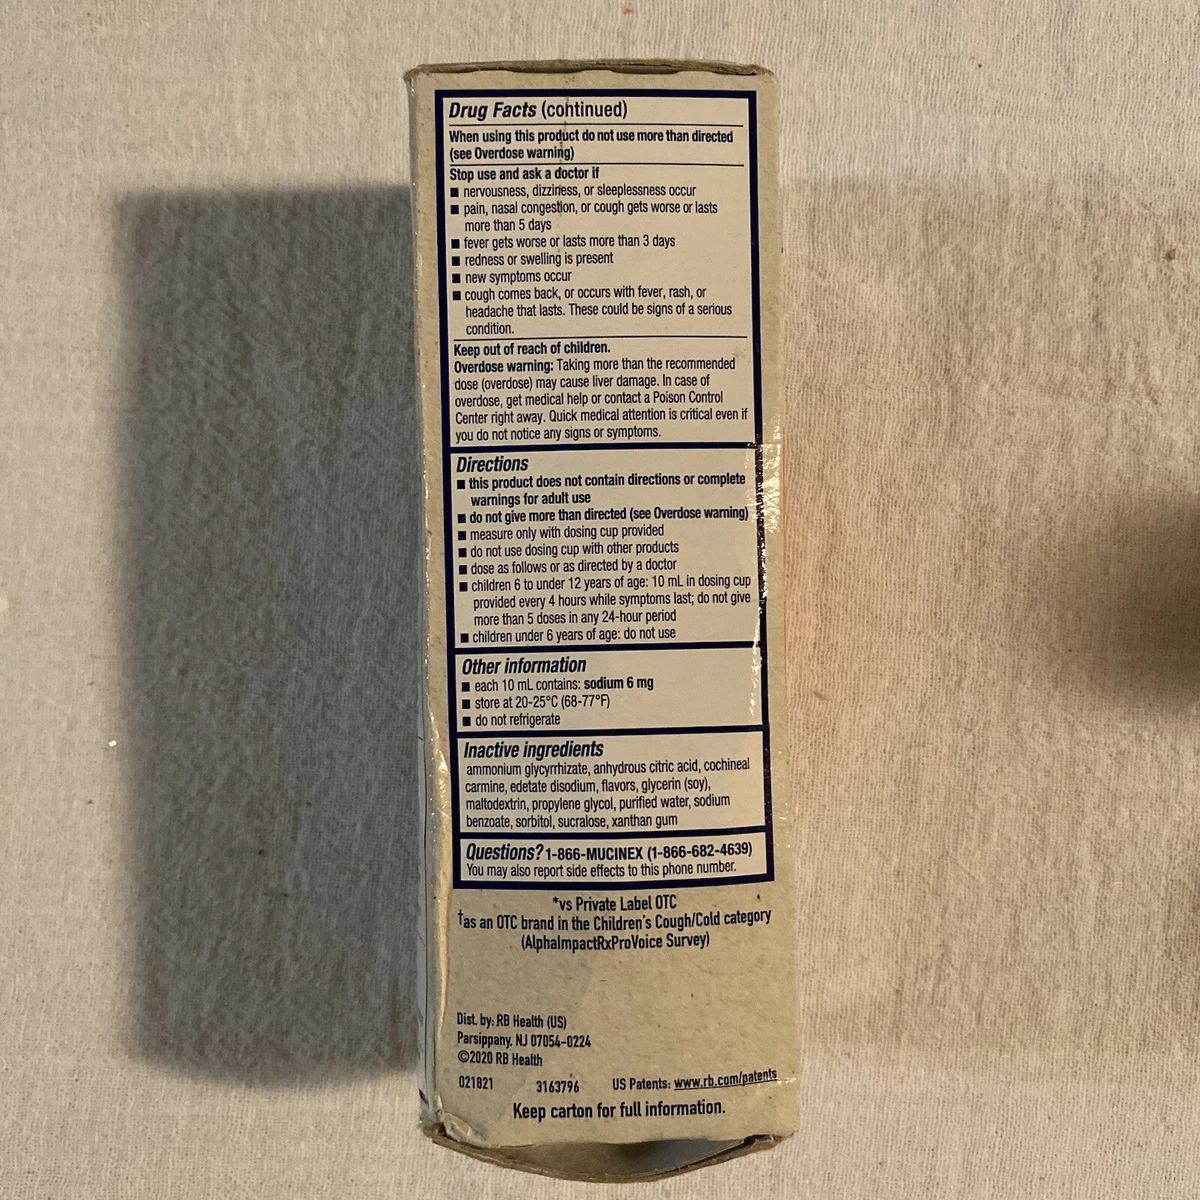 Drug Facts (continued)
When using this product do not use more than directed
(see Overdose warning)
Stop use and ask a doctor if
■ nervousness, dizziness, or sleeplessness occur
■ pain, nasal congestion, or cough gets worse or lasts
more than 5 days
■ fever gets worse or lasts more than 3 days
■ redness or swelling is present
■ new symptoms occur
■ cough comes back, or occurs with fever, rash, or
headache that lasts. These could be signs of a serious
condition.
Keep out of reach of children.
Overdose warning: Taking more than the recommended
dose (overdose) may cause liver damage. In case of
overdose, get medical help or contact a Poison Control
Center right away. Quick medical attention is critical even if
you do not notice any signs or symptoms.
Directions
■ this product does not contain directions or complete
warnings for adult use
■ do not give more than directed (see Overdose warning)
■ measure only with dosing cup provided
■ do not use dosing cup with other products
■ dose as follows or as directed by a doctor
■ children 6 to under 12 years of age: 10 mL in dosing cup
provided every 4 hours while symptoms last; do not give
more than 5 doses in any 24-hour period
■ children under 6 years of age: do not use
Other information
■ each 10 mL contains: sodium 6 mg
■ store at 20-25°C (68-77°F)
■ do not refrigerate
Inactive ingredients
ammonium glycyrrhizate, anhydrous citric acid, cochineal
carmine, edetate disodium, flavors, glycerin (soy),
maltodextrin, propylene glycol, purified water, sodium
benzoate, sorbitol, sucralose, xanthan gum
Questions? 1-866-MUCINEX (1-866-682-4639)
You may also report side effects to this phone number.
*vs Private Label OTC
†as an OTC brand in the Children's Cough/Cold category
(AlphaImpactRxProVoice Survey)
Dist. by: RB Health (US)
Parsippany, NJ 07054-0224
©2020 RB Health
021821 3163796 US Patents: www.rb.com/patents
Keep carton for full information.